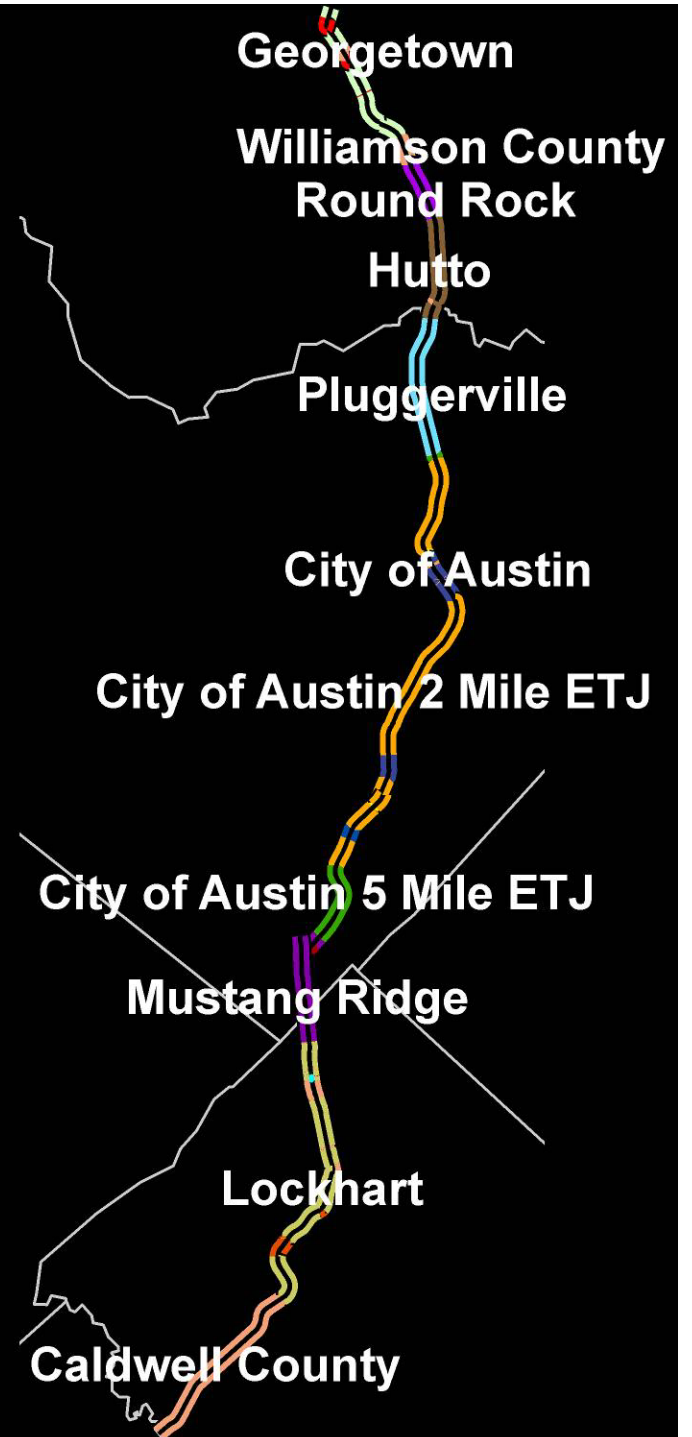 Georgetown
Williamson County
Round Rock
Hutto
Pluggerville
City of Austin
City of Austin 2 Mile ETJ
City of Austin 5 Mile ETJ
Mustang Ridge
Lockhart
Caldwell County